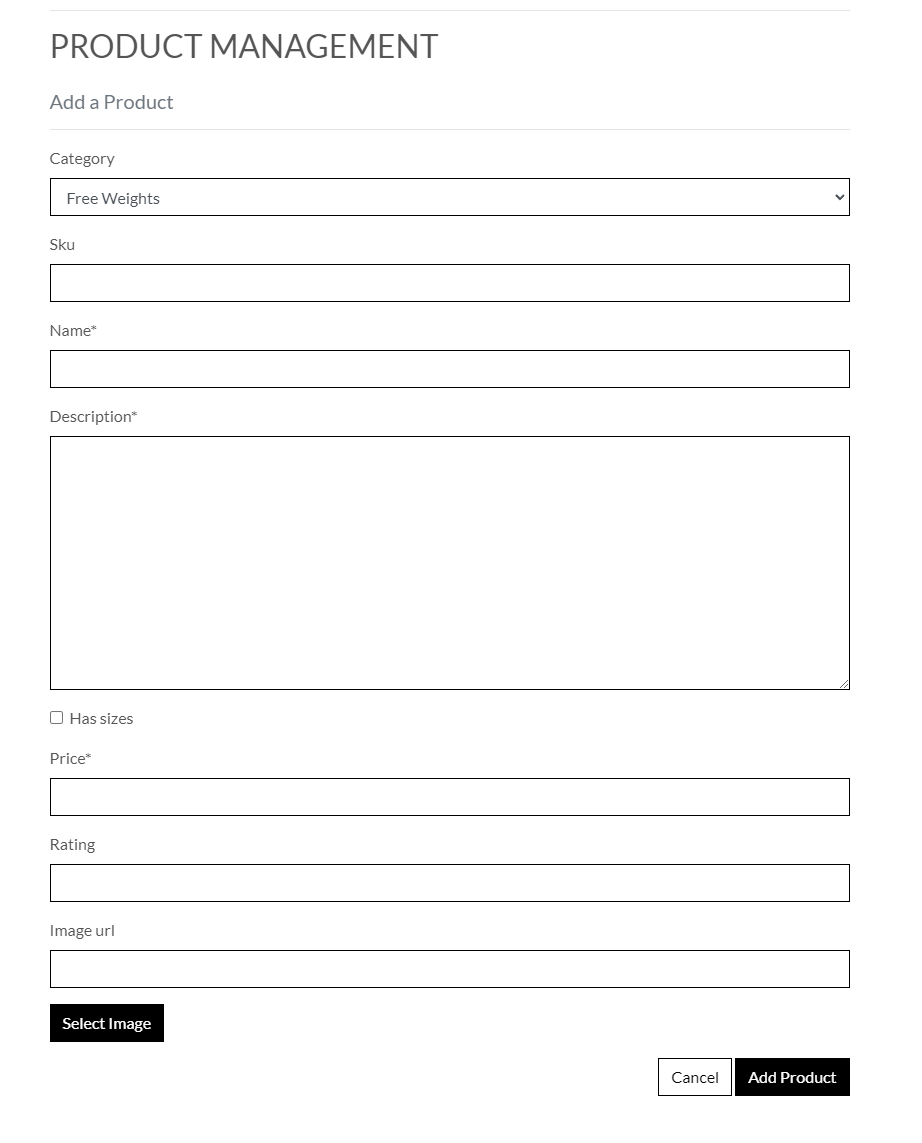 PRODUCT MANAGEMENT
Add a Product
Category
Free Weights
Sku
Name*
Description*
Has sizes
Price*
Rating
Image url
Select Image
Cancel Add Product